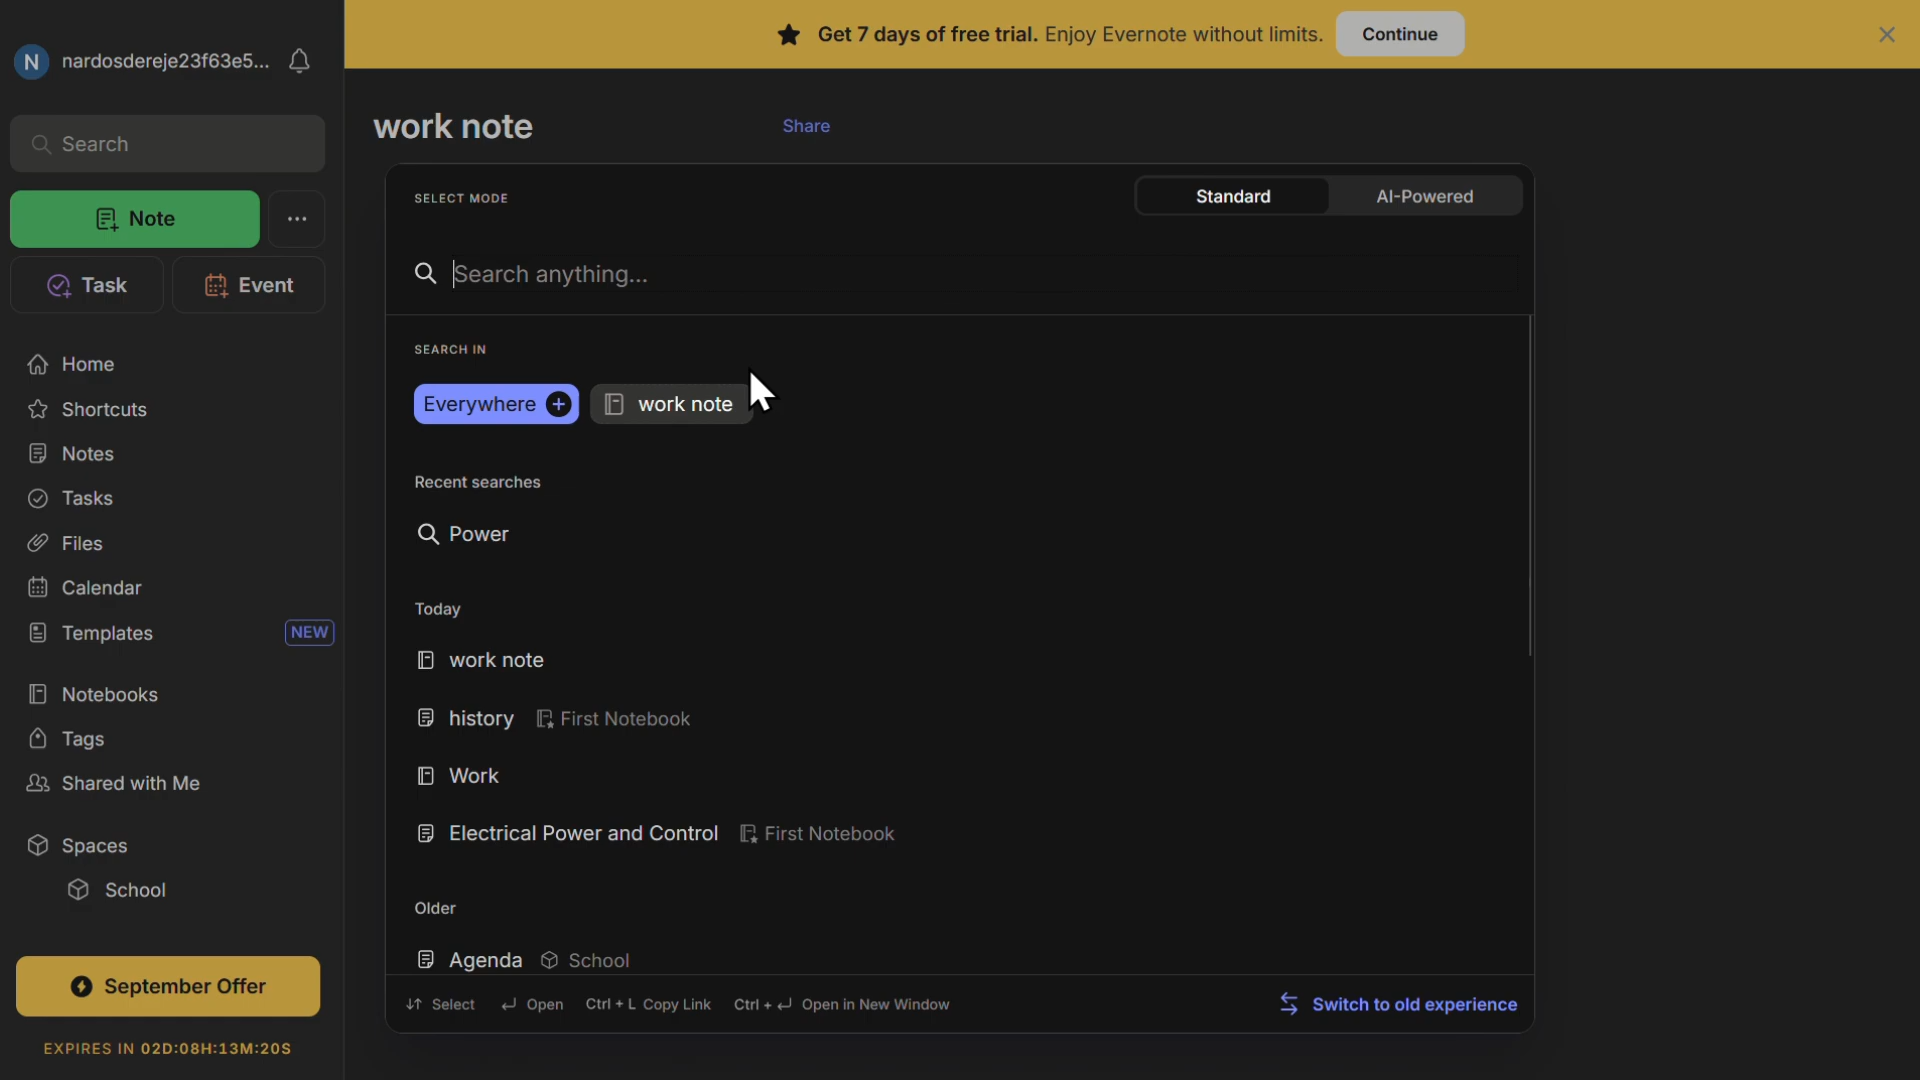 N nardosdereje23f63e5...
Search
Note
Task
Event
Home
Shortcuts
Notes
Tasks
Files
Calendar
Templates NEW
Notebooks
Tags
Shared with Me
Spaces
School
September Offer
EXPIRES IN 02D:08H:13M:20S
Get 7 days of free trial. Enjoy Evernote without limits. Continue
work note Share
SELECT MODE Standard AI-Powered
Search anything...
SEARCH IN
Everywhere work note
Recent searches
Power
Today
work note
history First Notebook
Work
Electrical Power and Control First Notebook
Older
Agenda School
Select Open Ctrl + L Copy Link Ctrl + Open in New Window Switch to old experience